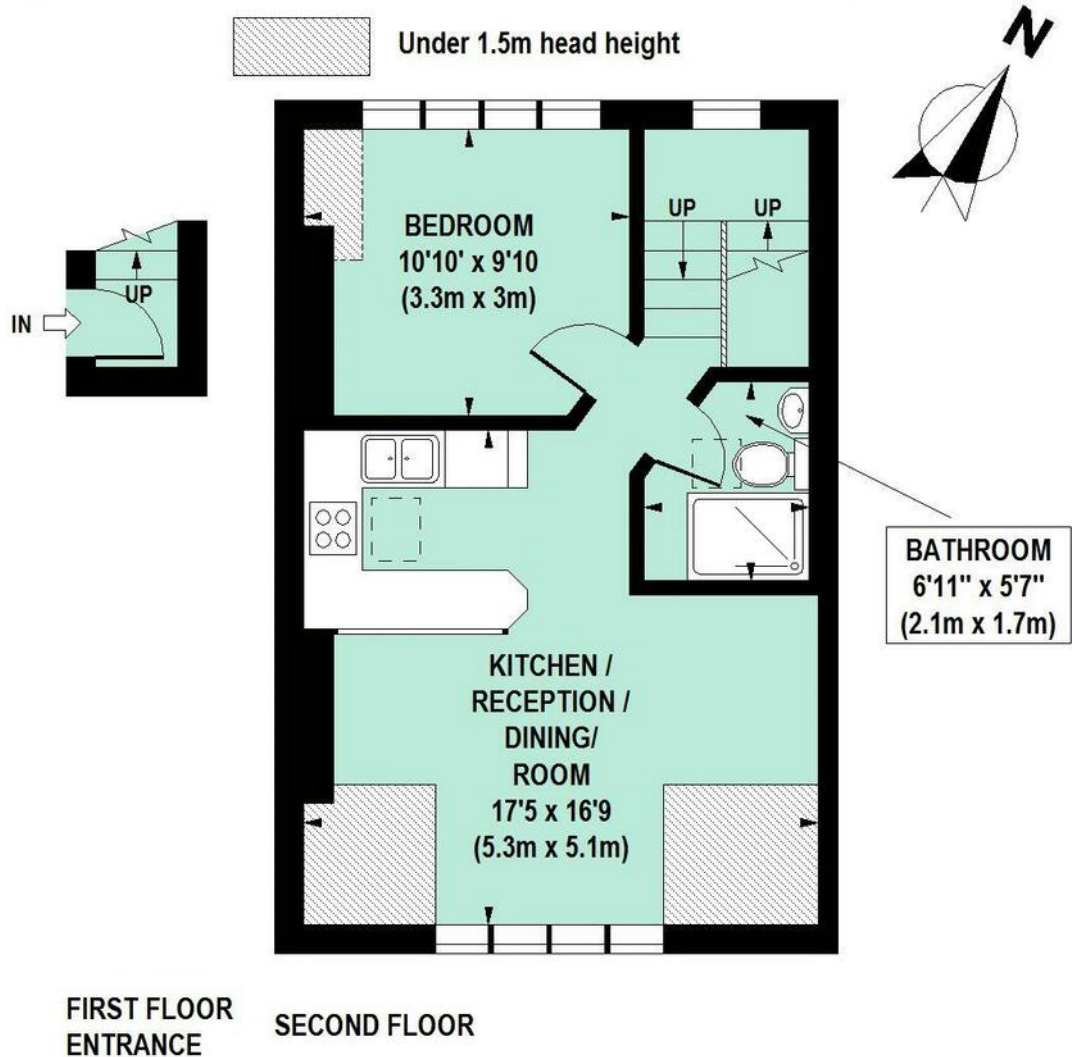 Under 1.5m head height
N
BEDROOM
10'10' x 9'10
(3.3m x 3m)
UP
UP
UP
IN
BATHROOM
6'11" x 5'7"
(2.1m x 1.7m)
KITCHEN /
RECEPTION /
DINING/
ROOM
17'5 x 16'9
(5.3m x 5.1m)
FIRST FLOOR
ENTRANCE
SECOND FLOOR